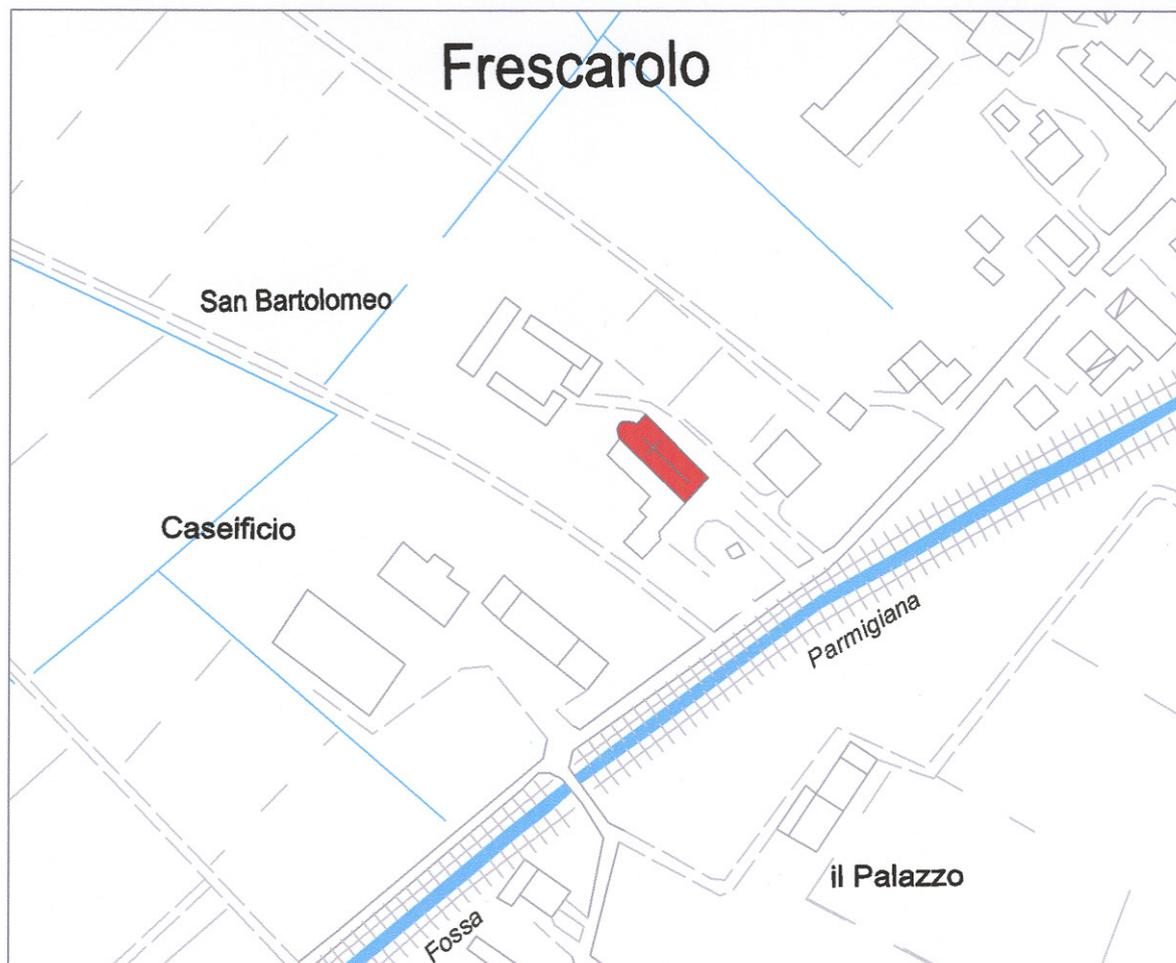 Frescarolo
San Bartolomeo
Caseificio
Parmigiana
il Palazzo
Fossa